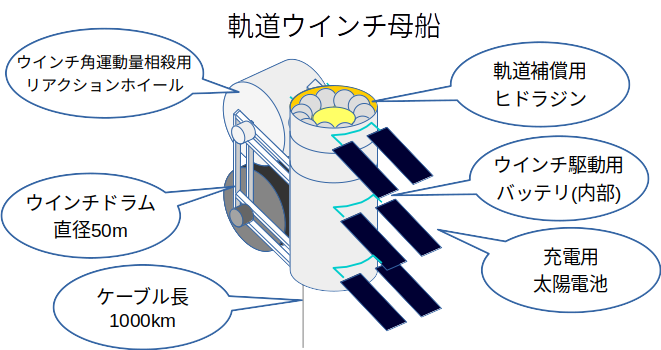 軌道ウインチ母船
ウインチ角運動量相殺用
リアクションホイール
軌道補償用
ヒドラジン
ウインチ駆動用
バッテリ(内部)
ウインチドラム
直径50m
充電用
太陽電池
ケーブル長
1000km